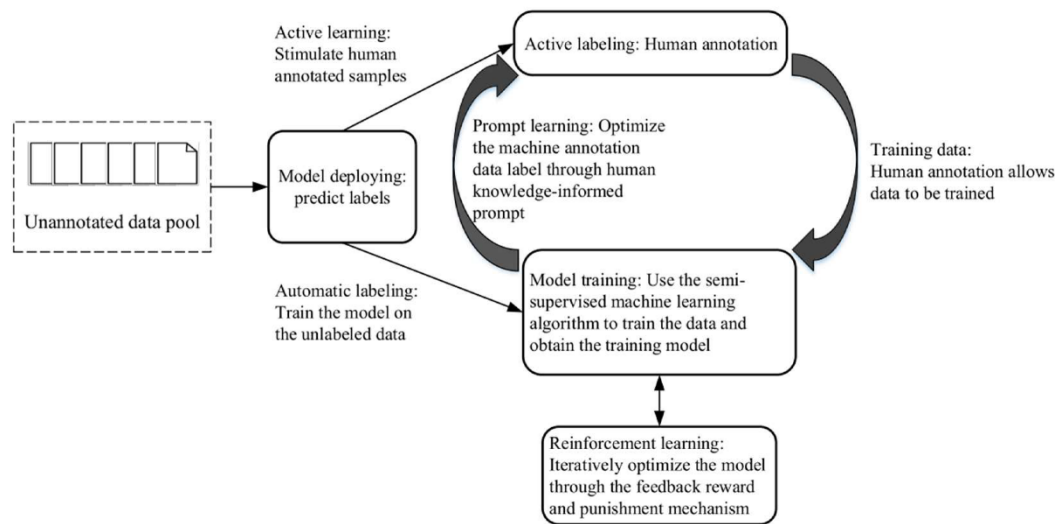 Active learning:
Stimulate human
annotated samples
Active labeling: Human annotation
Unannotated data pool
Model deploying:
predict labels
Prompt learning: Optimize
the machine annotation
data label through human
knowledge-informed
prompt
Training data:
Human annotation allows
data to be trained
Automatic labeling:
Train the model on
the unlabeled data
Model training: Use the semi-
supervised machine learning
algorithm to train the data and
obtain the training model
Reinforcement learning:
Iteratively optimize the model
through the feedback reward
and punishment mechanism